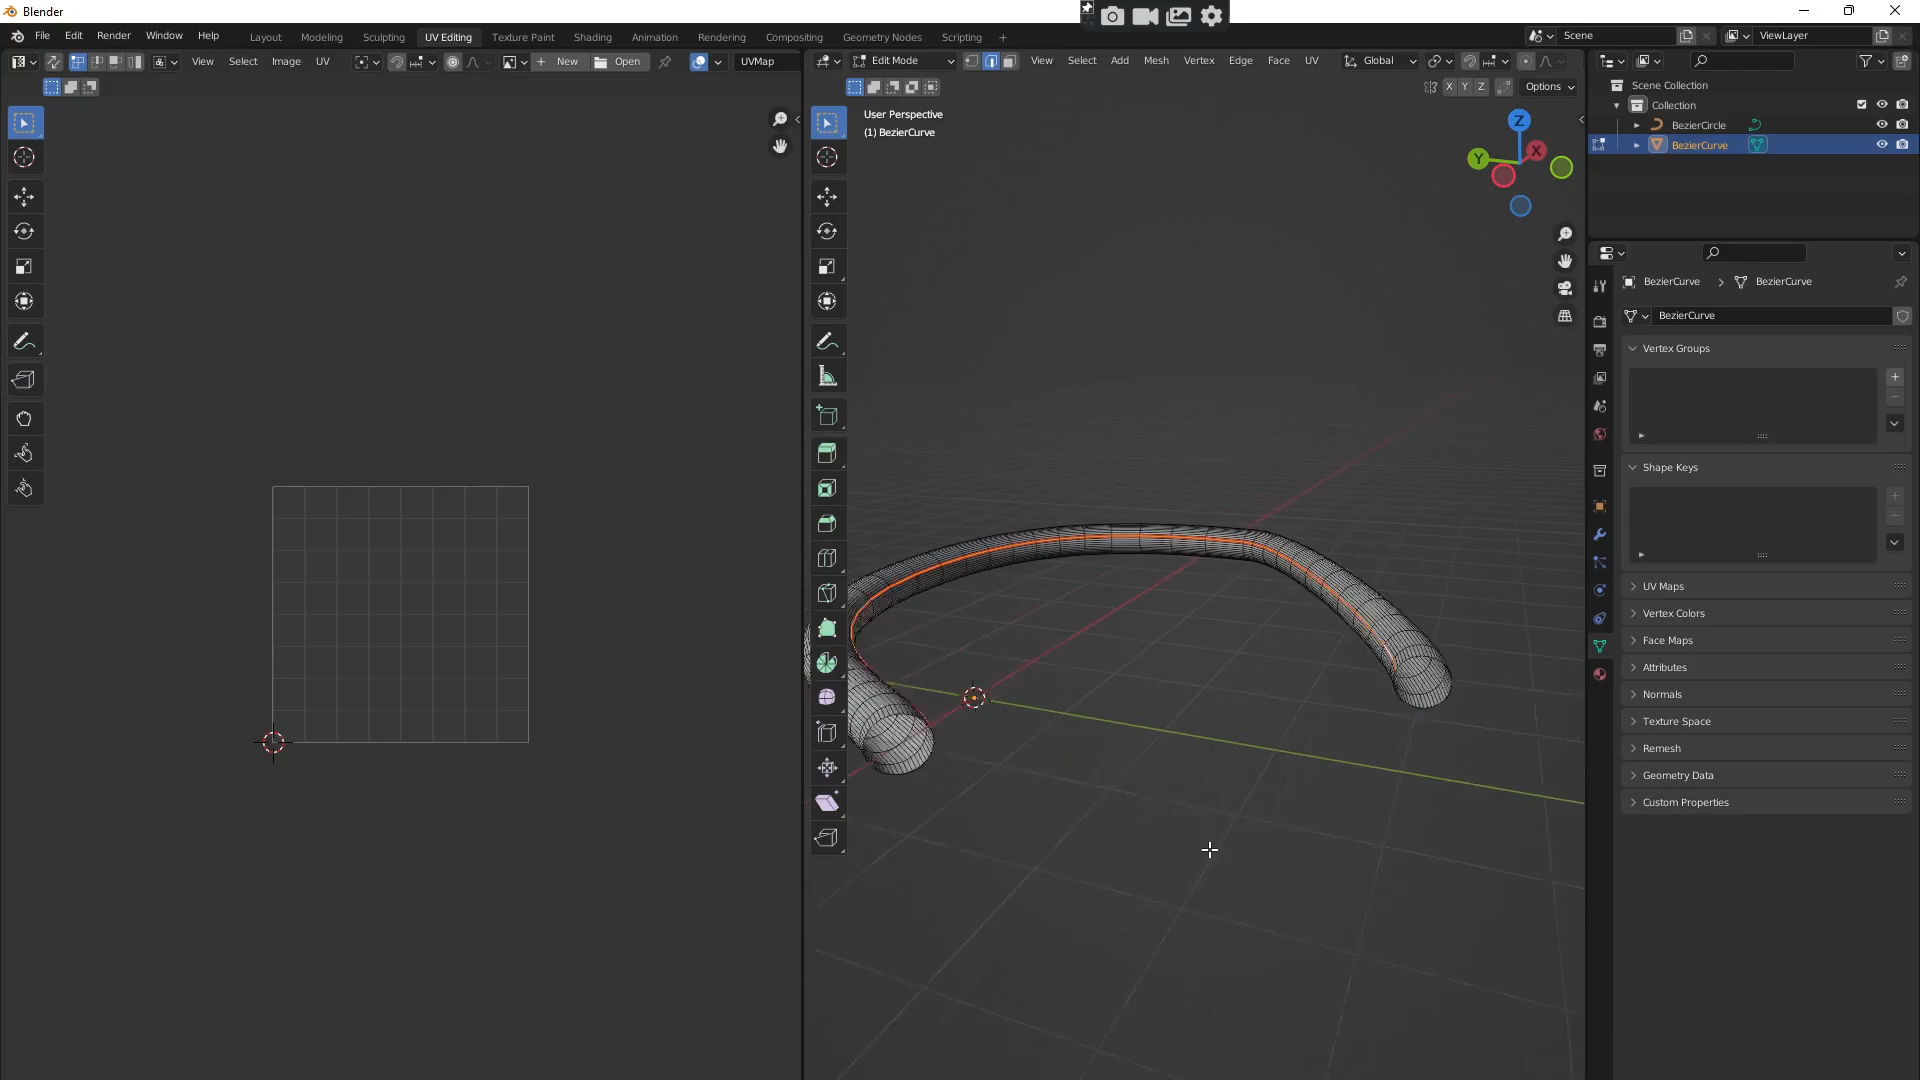 Blender
File Edit Render Window Help Layout Modeling Sculpting UV Editing Texture Paint Shading Animation Rendering Compositing Geometry Nodes Scripting + Scene ViewLayer
View Select Image UV New Open UVMap Edit Mode View Select Add Mesh Vertex Edge Face UV Global
X Y Z Options
User Perspective
(1) BezierCurve
Z
Y
X
Scene Collection
Collection
BezierCircle
BezierCurve
BezierCurve BezierCurve
BezierCurve
Vertex Groups
Shape Keys
UV Maps
Vertex Colors
Face Maps
Attributes
Normals
Texture Space
Remesh
Geometry Data
Custom Properties